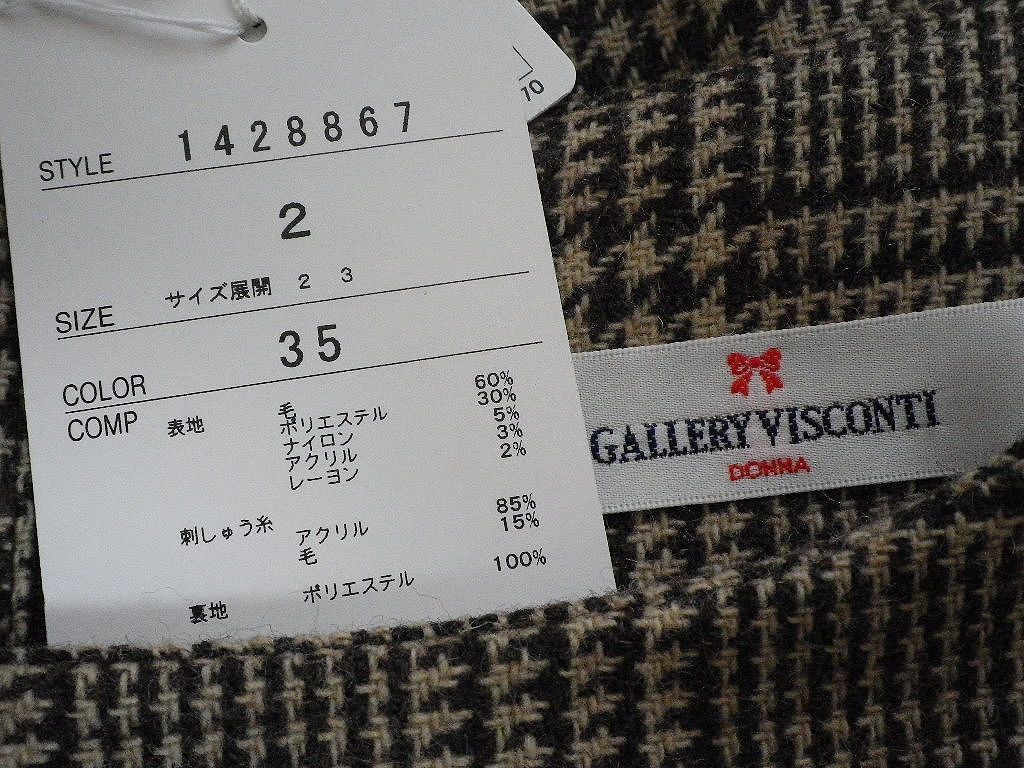 10
STYLE 1428867
2
SIZE サイズ展開 2 3
COLOR 35
COMP 表地 毛 60%
ポリエステル 30%
ナイロン 5%
アクリル 3%
レーヨン 2%
刺しゅう糸 アクリル 85%
毛 15%
裏地 ポリエステル 100%
GALLERY VISCONTI
DONNA